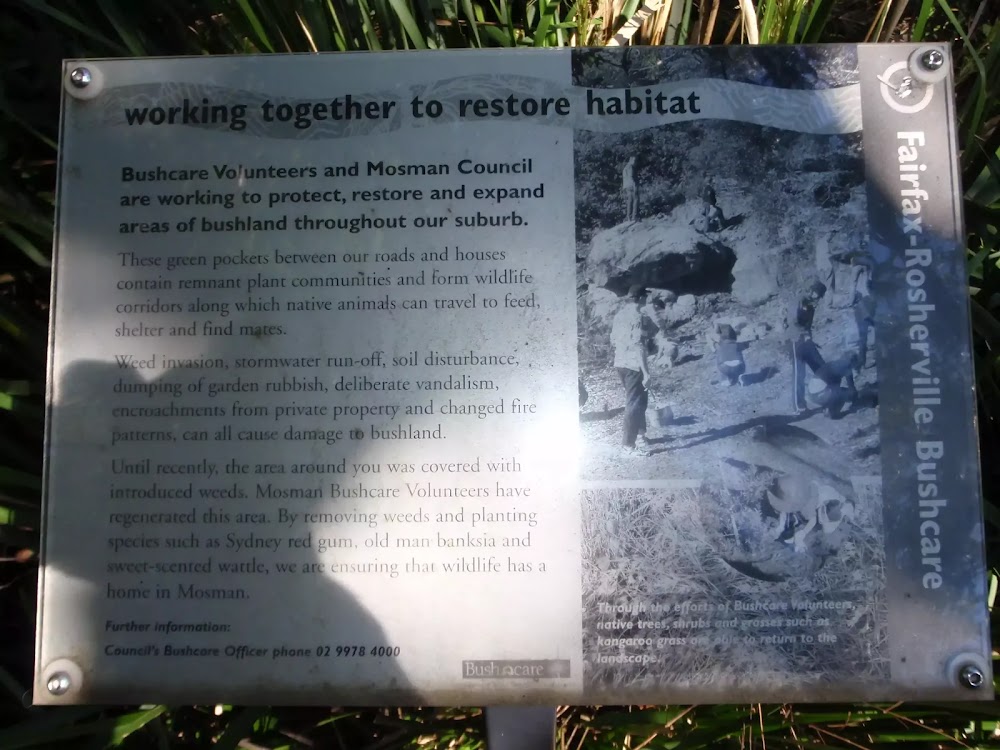 working together to restore habitat
Bushcare Volunteers and Mosman Council
are working to protect, restore and expand
areas of bushland throughout our suburb.
These green pockets between our roads and houses
contain remnant plant communities and form wildlife
corridors along which native animals can travel to feed,
shelter and find mates.
Weed invasion, stormwater run-off, soil disturbance,
dumping of garden rubbish, deliberate vandalism,
encroachments from private property and changed fire
patterns, can all cause damage to bushland.
Until recently, the area around you was covered with
introduced weeds. Mosman Bushcare Volunteers have
regenerated this area. By removing weeds and planting
species such as Sydney red gum, old man banksia and
sweet-scented wattle, we are ensuring that wildlife has a
home in Mosman.
Further information:
Council's Bushcare Officer phone 02 9978 4000
Bushcare
Through the efforts of Bushcare Volunteers,
native trees, shrubs and grasses such as
kangaroo grass are able to return to the
landscape.
Fairfax-Rosherville Bushcare